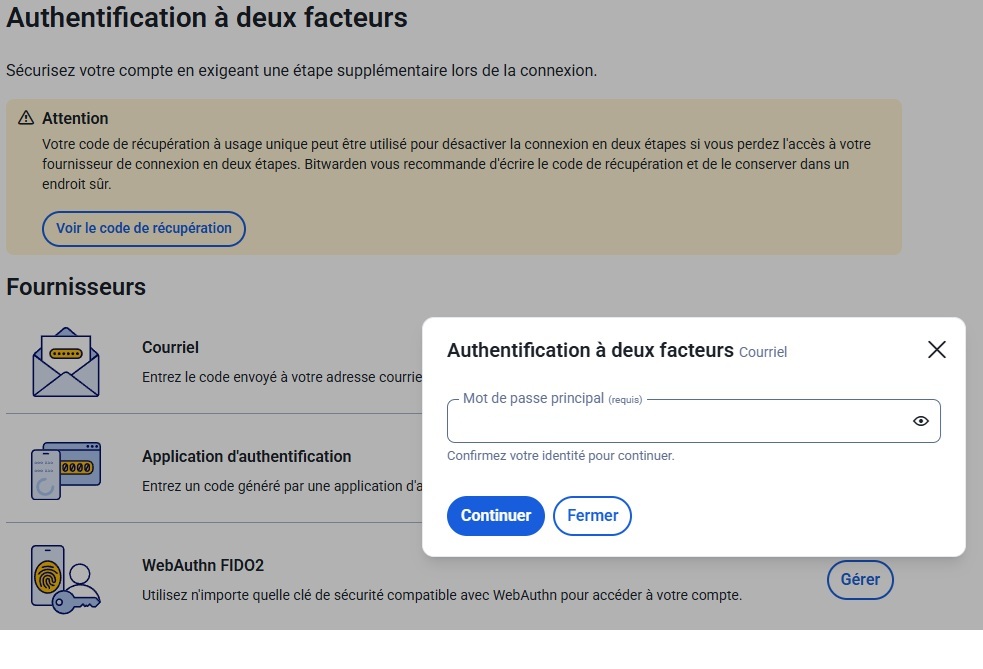 Authentification à deux facteurs
Sécurisez votre compte en exigeant une étape supplémentaire lors de la connexion.
Attention
Votre code de récupération à usage unique peut être utilisé pour désactiver la connexion en deux étapes si vous perdez l'accès à votre
fournisseur de connexion en deux étapes. Bitwarden vous recommande d'écrire le code de récupération et de le conserver dans un
endroit sûr.
Voir le code de récupération
Fournisseurs
Courriel
Entrez le code envoyé à votre adresse courrie
Application d'authentification
Entrez un code généré par une application d'a
WebAuthn FIDO2
Utilisez n'importe quelle clé de sécurité compatible avec WebAuthn pour accéder à votre compte.
Gérer
Authentification à deux facteurs Courriel
Mot de passe principal (requis)
Confirmez votre identité pour continuer.
Continuer
Fermer